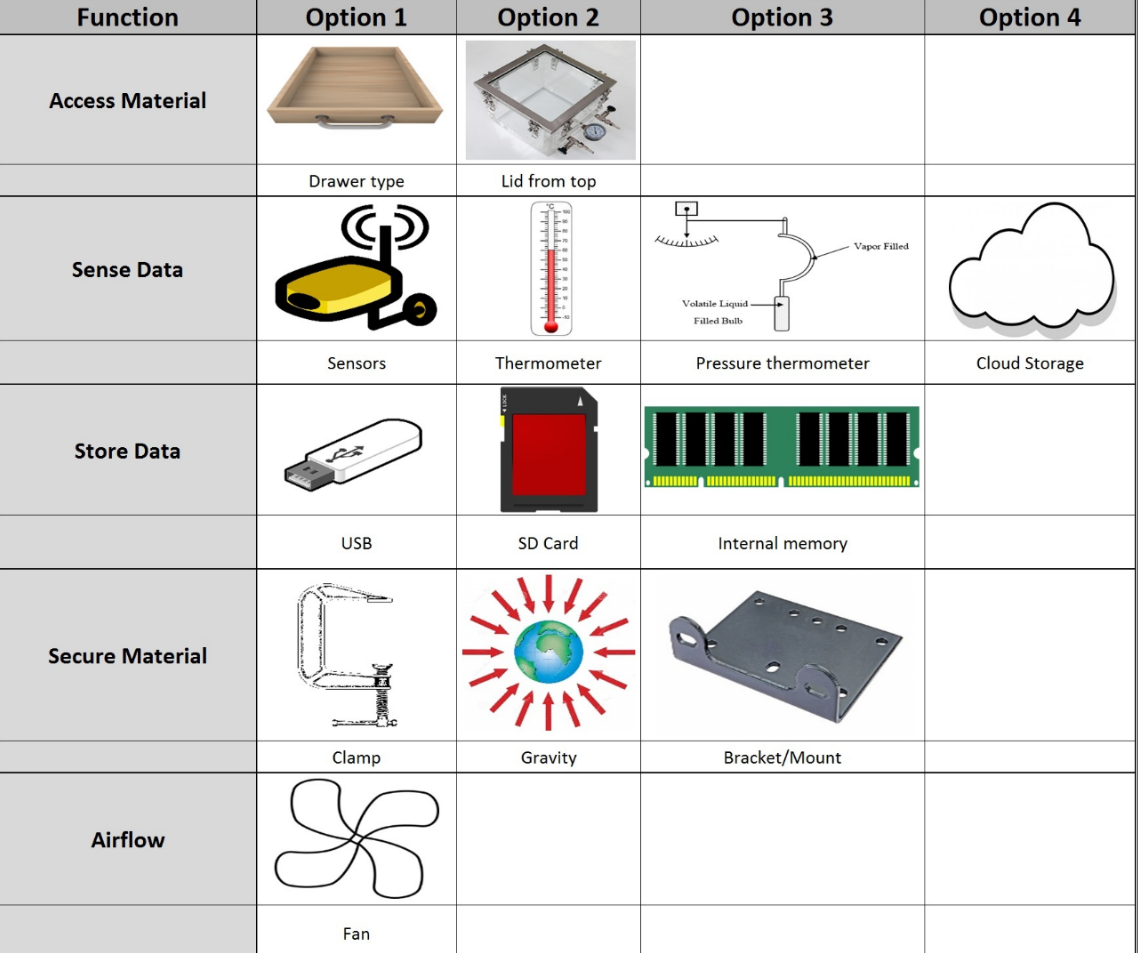 Function Option 1 Option 2 Option 3 Option 4
Access Material
Drawer type Lid from top
Sense Data
°C
Vapor Filled
Volatile Liquid
Filled Bulb
Sensors Thermometer Pressure thermometer Cloud Storage
Store Data
LOCK
USB SD Card Internal memory
Secure Material
Clamp Gravity Bracket/Mount
Airflow
Fan